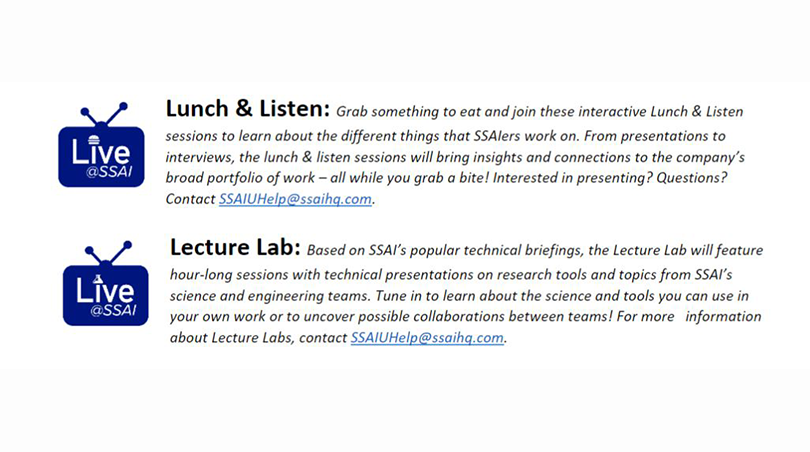 Lunch & Listen: Grab something to eat and join these interactive Lunch & Listen
sessions to learn about the different things that SSAIers work on. From presentations to
interviews, the lunch & listen sessions will bring insights and connections to the company's
broad portfolio of work – all while you grab a bite! Interested in presenting? Questions?
Contact SSAIUHelp@ssaihq.com.
Live
@SSAI
Lecture Lab: Based on SSAI's popular technical briefings, the Lecture Lab will feature
hour-long sessions with technical presentations on research tools and topics from SSAI's
science and engineering teams. Tune in to learn about the science and tools you can use in
your own work or to uncover possible collaborations between teams! For more   information
about Lecture Labs, contact SSAIUHelp@ssaihq.com.
Live
@SSAI